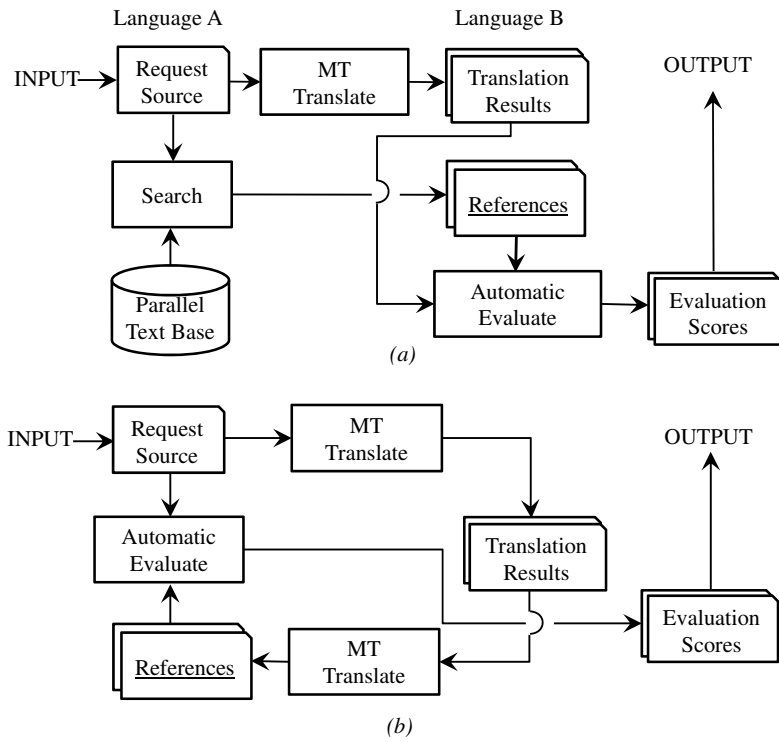 Language A
Language B
INPUT
Request
Source
MT
Translate
Translation
Results
OUTPUT
Search
References
Parallel
Text Base
Automatic
Evaluate
Evaluation
Scores
(a)
INPUT
Request
Source
MT
Translate
OUTPUT
Automatic
Evaluate
Translation
Results
References
MT
Translate
Evaluation
Scores
(b)